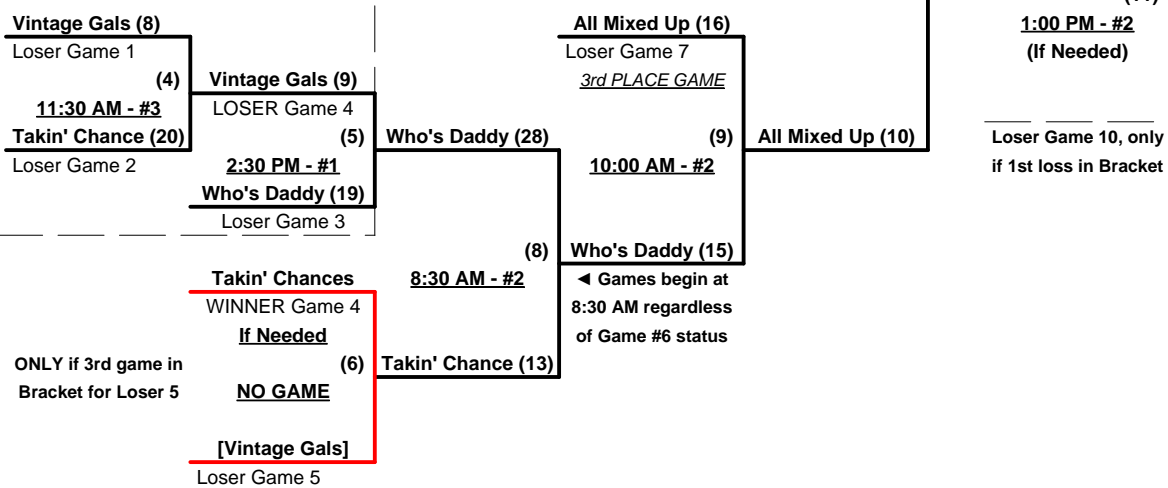 Vintage Gals (8)
Loser Game 1
(4)
11:30 AM - #3
Takin' Chance (20)
Loser Game 2
Vintage Gals (9)
LOSER Game 4
(5)
2:30 PM - #1
Who's Daddy (19)
Loser Game 3
Who's Daddy (28)
(8)
8:30 AM - #2
Takin' Chances
WINNER Game 4
If Needed
(6)
NO GAME
ONLY if 3rd game in
Bracket for Loser 5
[Vintage Gals]
Loser Game 5
Takin' Chance (13)
All Mixed Up (16)
Loser Game 7
3rd PLACE GAME
(9)
10:00 AM - #2
Who's Daddy (15)
◄ Games begin at
8:30 AM regardless
of Game #6 status
All Mixed Up (10)
1:00 PM - #2
(If Needed)
Loser Game 10, only
if 1st loss in Bracket